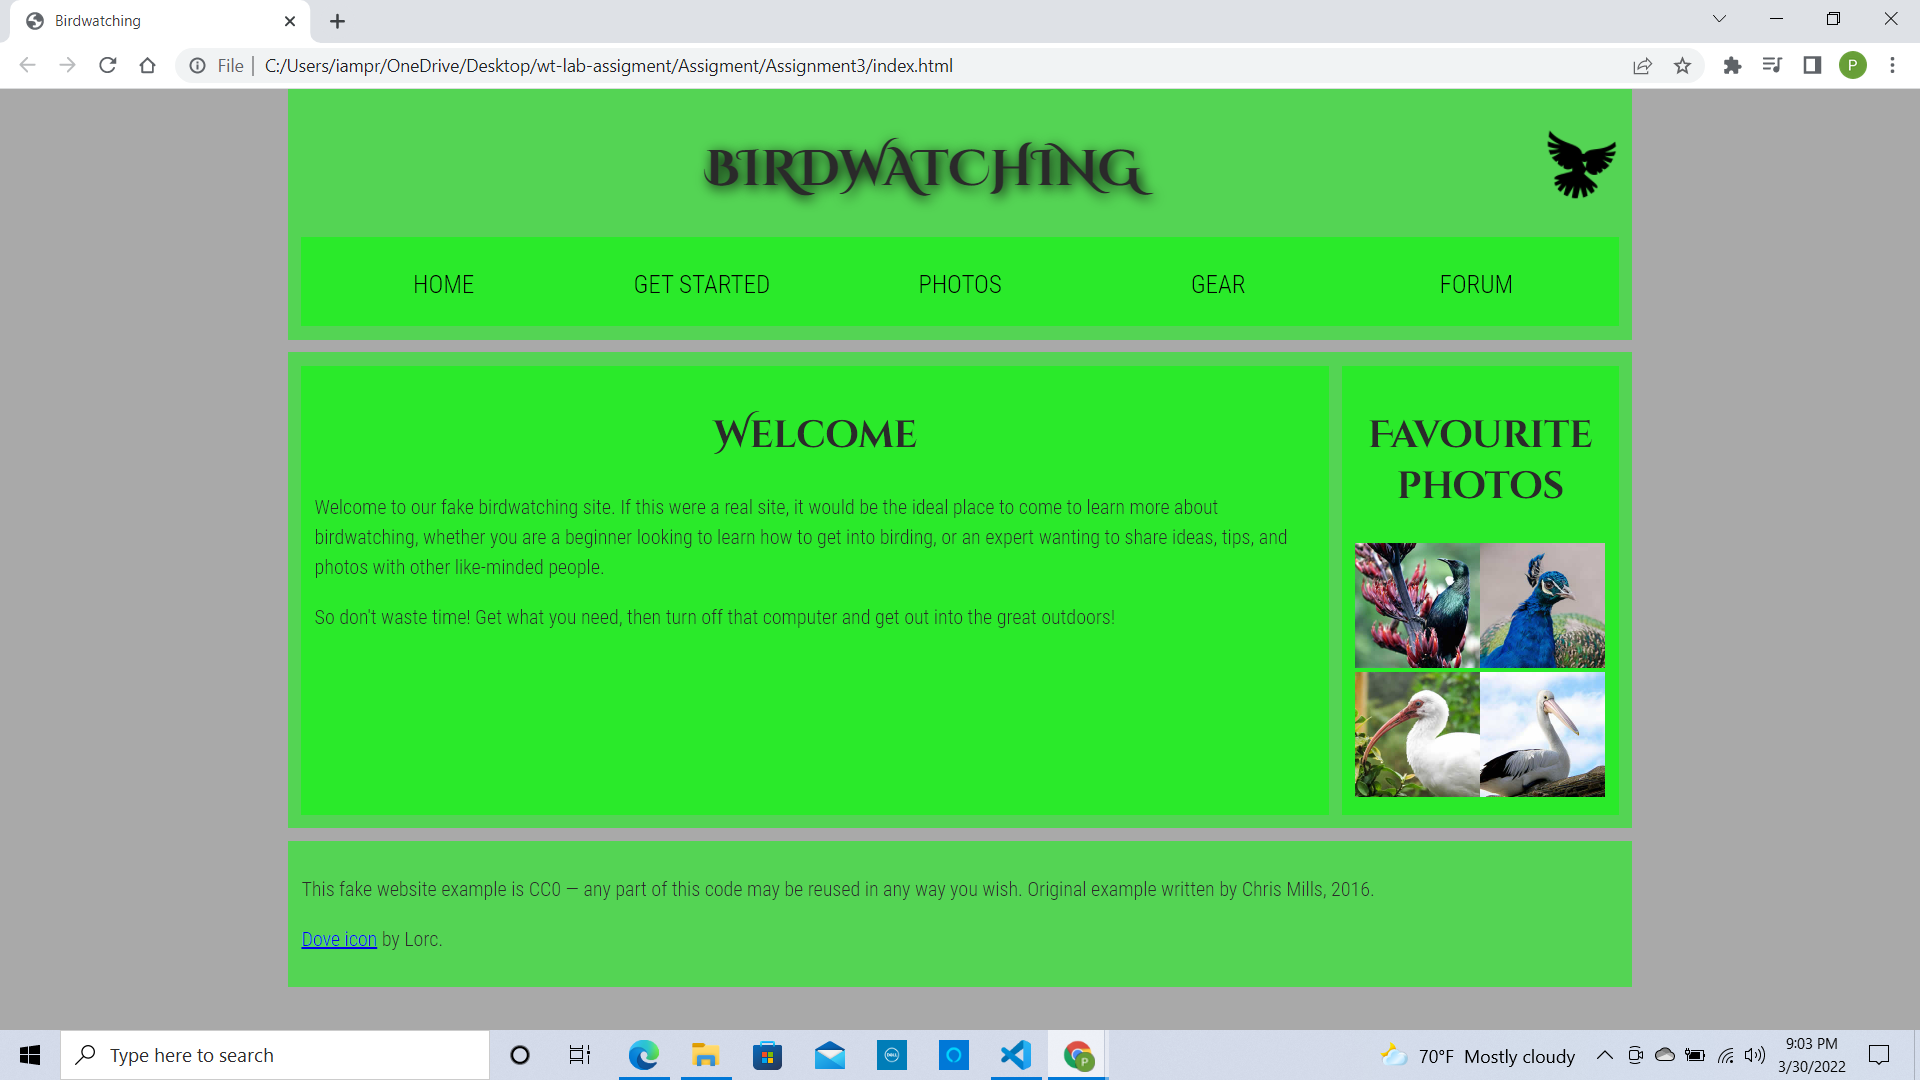 Birdwatching
File | C:/Users/iampr/OneDrive/Desktop/wt-lab-assigment/Assigment/Assignment3/index.html
P
BIRDWATCHING
HOME GET STARTED PHOTOS GEAR FORUM
Welcome
Welcome to our fake birdwatching site. If this were a real site, it would be the ideal place to come to learn more about
birdwatching, whether you are a beginner looking to learn how to get into birding, or an expert wanting to share ideas, tips, and
photos with other like-minded people.
So don't waste time! Get what you need, then turn off that computer and get out into the great outdoors!
Favourite
photos
This fake website example is CC0 — any part of this code may be reused in any way you wish. Original example written by Chris Mills, 2016.
Dove icon by Lorc.
Type here to search
DELL
P
70°F Mostly cloudy
9:03 PM
3/30/2022